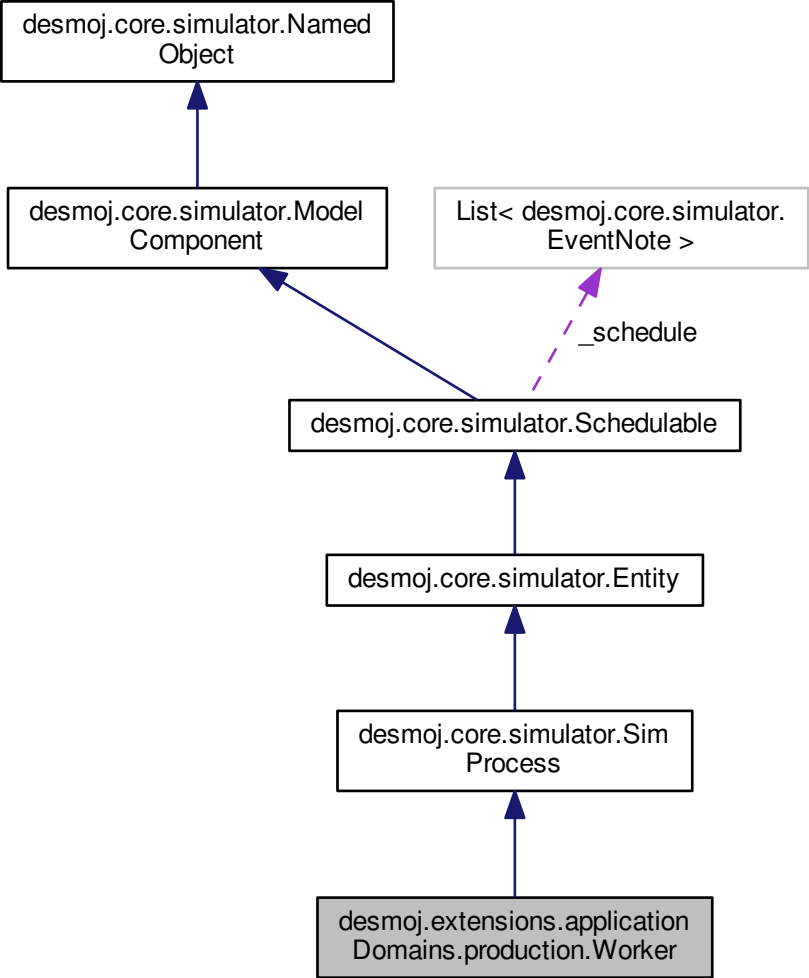 desmoj.core.simulator.Named
Object
desmoj.core.simulator.Model
Component
List< desmoj.core.simulator.
EventNote >
_schedule
desmoj.core.simulator.Schedulable
desmoj.core.simulator.Entity
desmoj.core.simulator.Sim
Process
desmoj.extensions.application
Domains.production.Worker